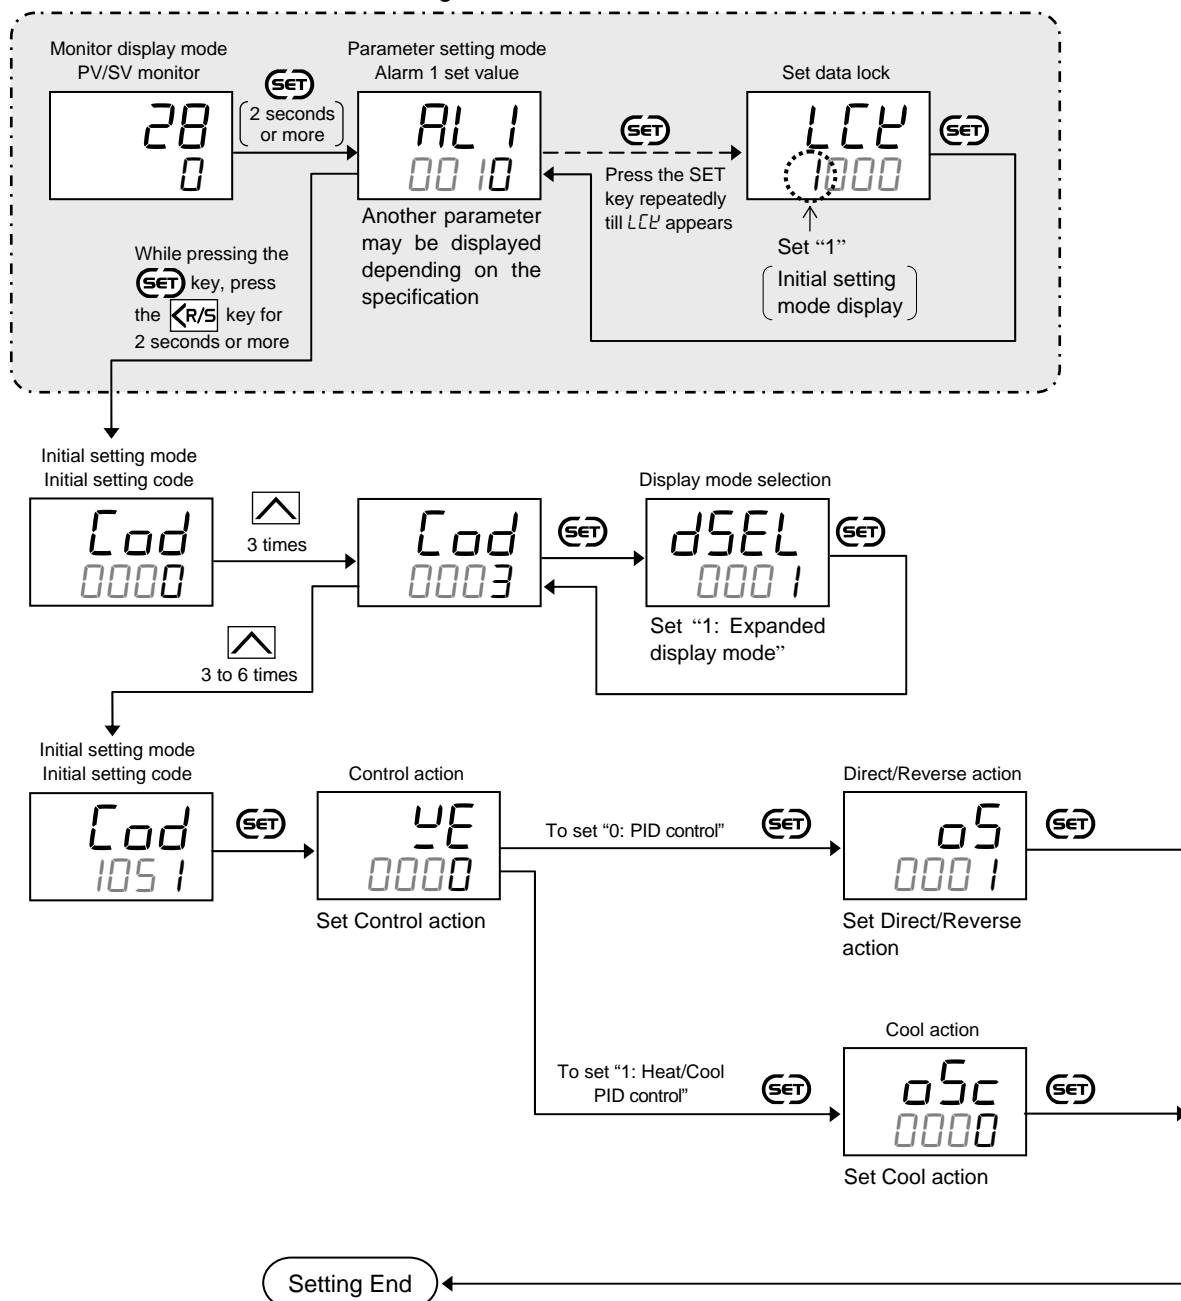 Monitor display mode
PV/SV monitor
28
0
SET
2 seconds
or more
Parameter setting mode
Alarm 1 set value
AL1
0010
Another parameter
may be displayed
depending on the
specification
SET
Press the SET
key repeatedly
till LCK appears
Set data lock
LCK
1000
SET
Set “1”
Initial setting
mode display
While pressing the
SET key, press
the <R/S key for
2 seconds or more
Initial setting mode
Initial setting code
Cod
0000
3 times
Cod
0003
SET
Display mode selection
dSEL
0001
SET
Set “1: Expanded
display mode”
3 to 6 times
Initial setting mode
Initial setting code
Cod
1051
SET
Control action
0000
Set Control action
To set “0: PID control”
SET
Direct/Reverse action
oS
0001
SET
Set Direct/Reverse
action
To set “1: Heat/Cool
PID control”
SET
Cool action
oSc
0000
SET
Set Cool action
Setting End